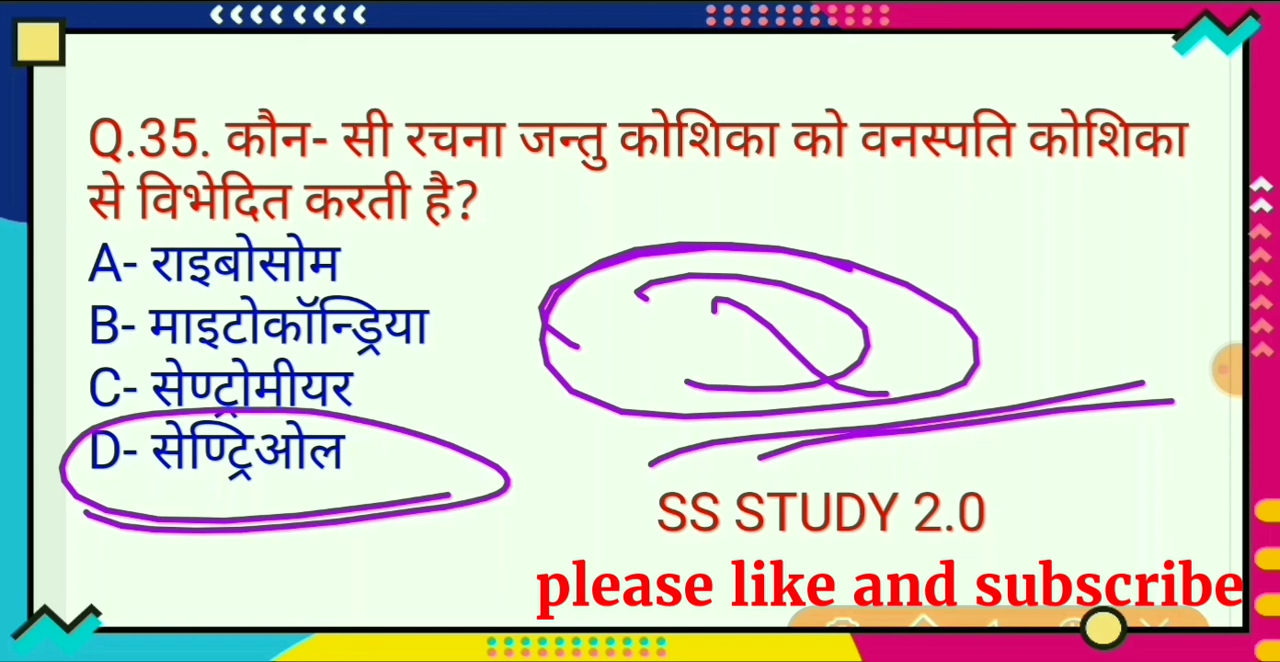 Q.35. कौन- सी रचना जन्तु कोशिका को वनस्पति कोशिका
से विभेदित करती है?
A- राइबोसोम
B- माइटोकॉन्ड्रिया
C- सेण्ट्रोमीयर
D- सेण्ट्रिओल
SS STUDY 2.0
please like and subscribe